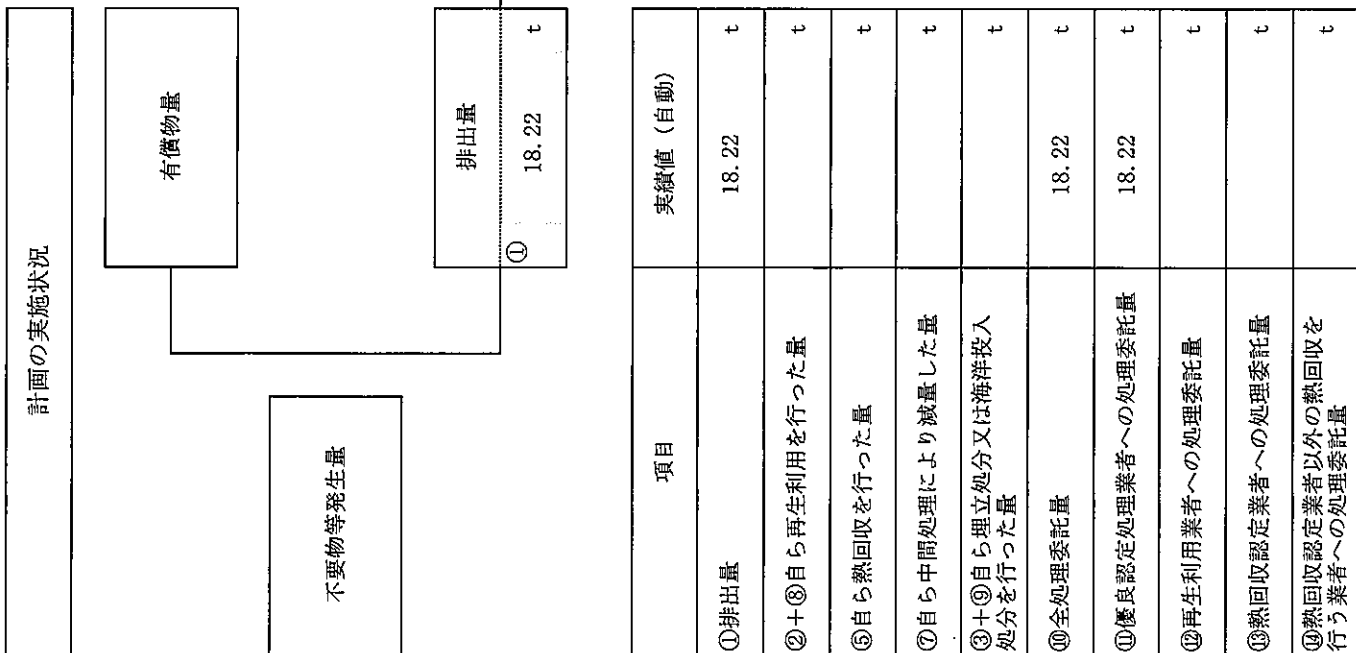 計画の実施状況
有償物量
不要物等発生量
排出量
① 18.22 t
項目 実績値（自動）
①排出量 18.22 t
②+⑧自ら再生利用を行った量 t
⑤自ら熱回収を行った量 t
⑦自ら中間処理により減量した量 t
③+⑨自ら埋立処分又は海洋投入
処分を行った量 t
⑩全処理委託量 18.22 t
⑪優良認定処理業者への処理委託量 18.22 t
⑫再生利用業者への処理委託量 t
⑬熱回収認定業者への処理委託量 t
⑭熱回収認定業者以外の熱回収を
行う業者への処理委託量 t